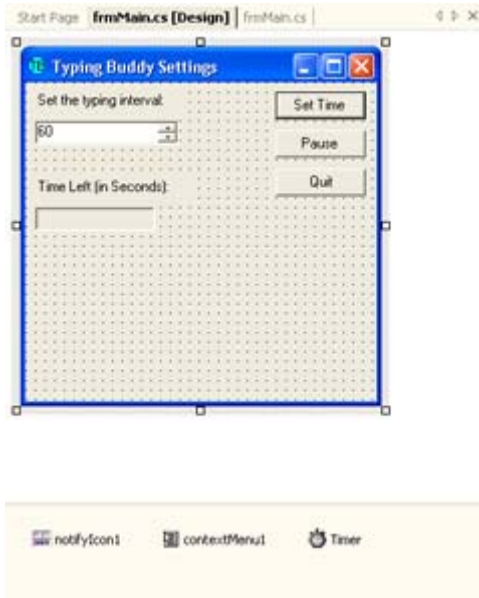 Start Page frmMain.cs [Design] frmMain.cs
Typing Buddy Settings
Set the typing interval:
Set Time
60
Pause
Time Left (in Seconds):
Quit
notifyIcon1 contextMenu1 Timer